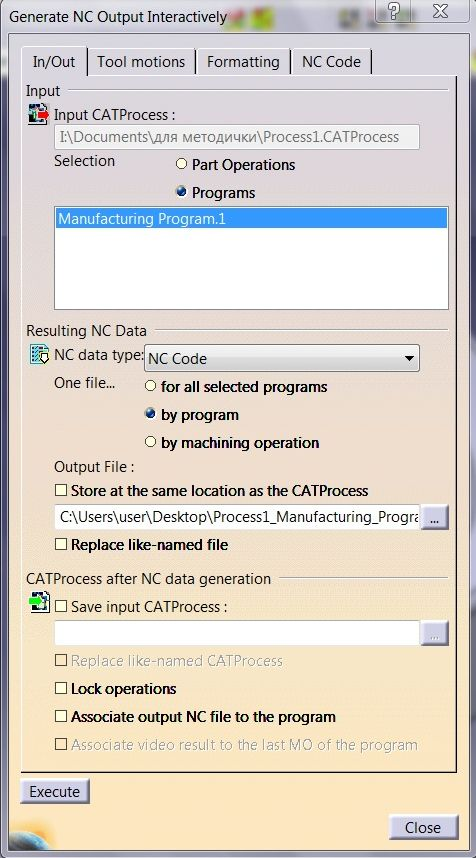 Generate NC Output Interactively
?
In/Out Tool motions Formatting NC Code
Input
Input CATProcess :
I:\Documents\для методички\Process1.CATProcess
Selection Part Operations
Programs
Manufacturing Program.1
Resulting NC Data
NC data type: NC Code
One file... for all selected programs
by program
by machining operation
Output File :
Store at the same location as the CATProcess
C:\Users\user\Desktop\Process1_Manufacturing_Progra ...
Replace like-named file
CATProcess after NC data generation
Save input CATProcess :
...
Replace like-named CATProcess
Lock operations
Associate output NC file to the program
Associate video result to the last MO of the program
Execute
Close